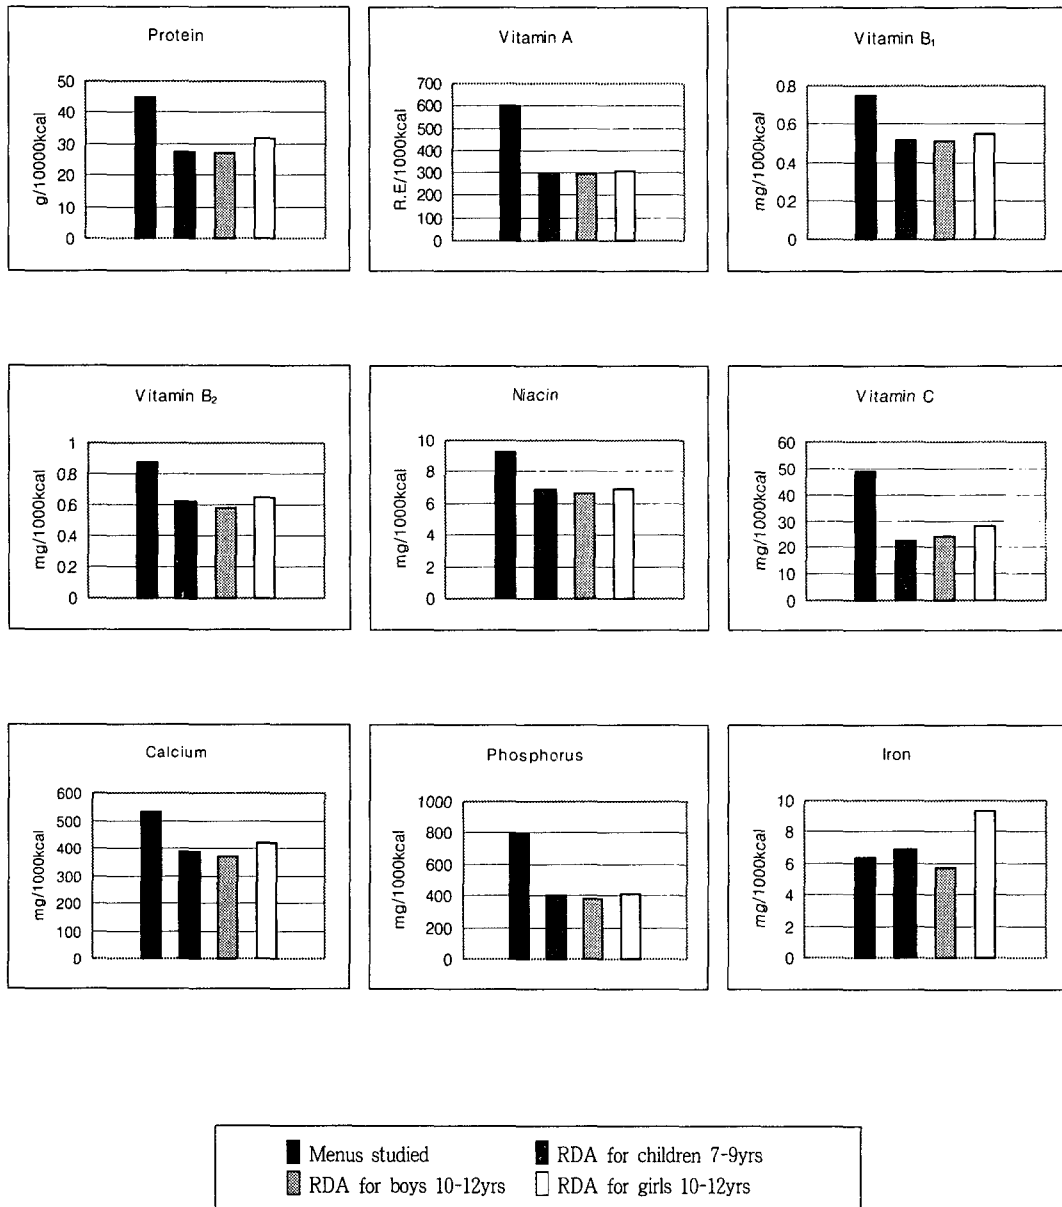 Protein
50
40
30
20
10
0
g/10000kcal
Vitamin A
700
600
500
400
300
200
100
0
R.E/1000kcal
Vitamin B₁
0.8
0.6
0.4
0.2
0
mg/1000kcal
Vitamin B₂
1
0.8
0.6
0.4
0.2
0
mg/1000kcal
Niacin
10
8
6
4
2
0
mg/1000kcal
Vitamin C
60
50
40
30
20
10
0
mg/1000kcal
Calcium
600
500
400
300
200
100
0
mg/1000kcal
Phosphorus
1000
800
600
400
200
0
mg/1000kcal
Iron
10
8
6
4
2
0
mg/1000kcal
Menus studied
RDA for children 7-9yrs
RDA for boys 10-12yrs
RDA for girls 10-12yrs